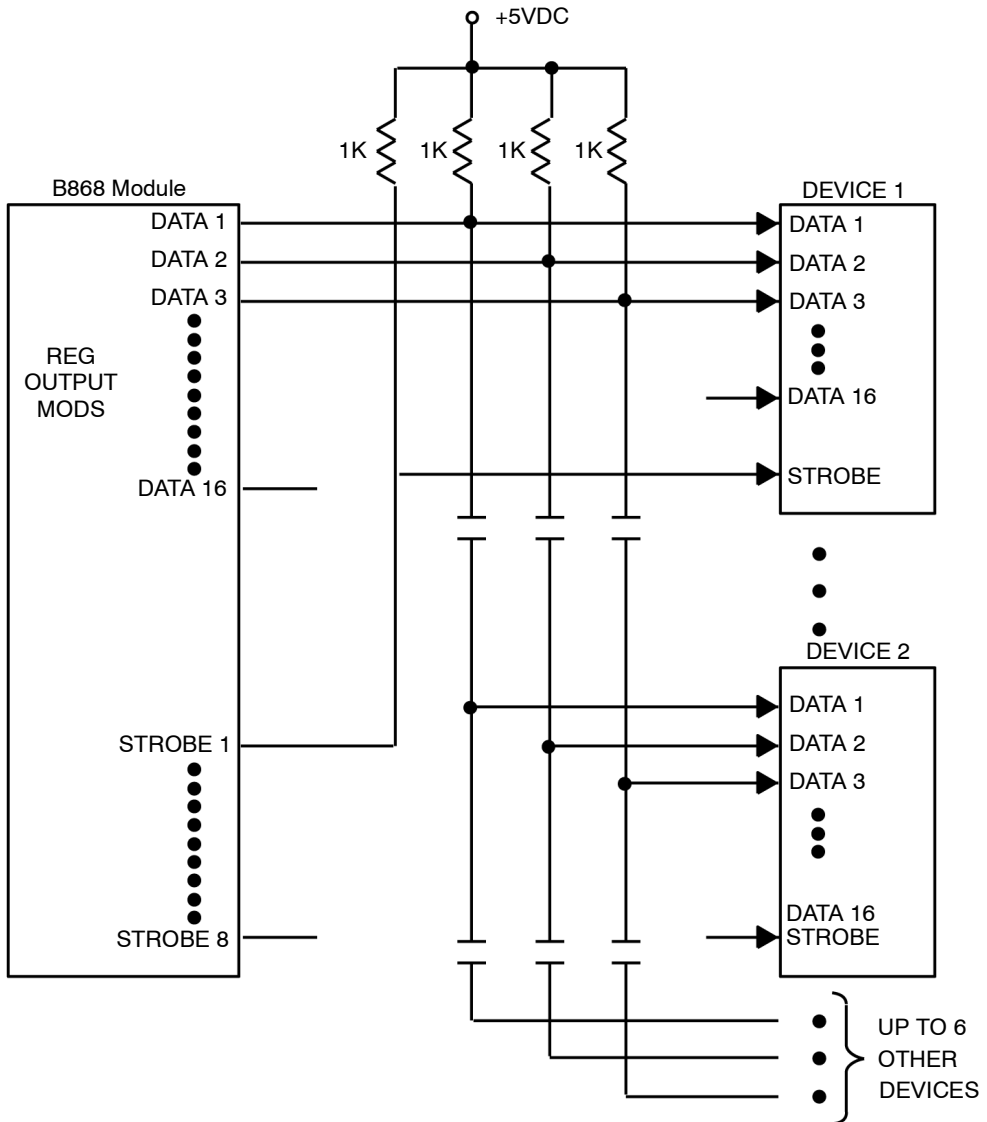 +5VDC
1K
1K
1K
1K
B868 Module
DATA 1
DATA 2
DATA 3
REG
OUTPUT
MODS
DATA 16
STROBE 1
STROBE 8
DEVICE 1
DATA 1
DATA 2
DATA 3
DATA 16
STROBE
DEVICE 2
DATA 1
DATA 2
DATA 3
DATA 16
STROBE
UP TO 6
OTHER
DEVICES